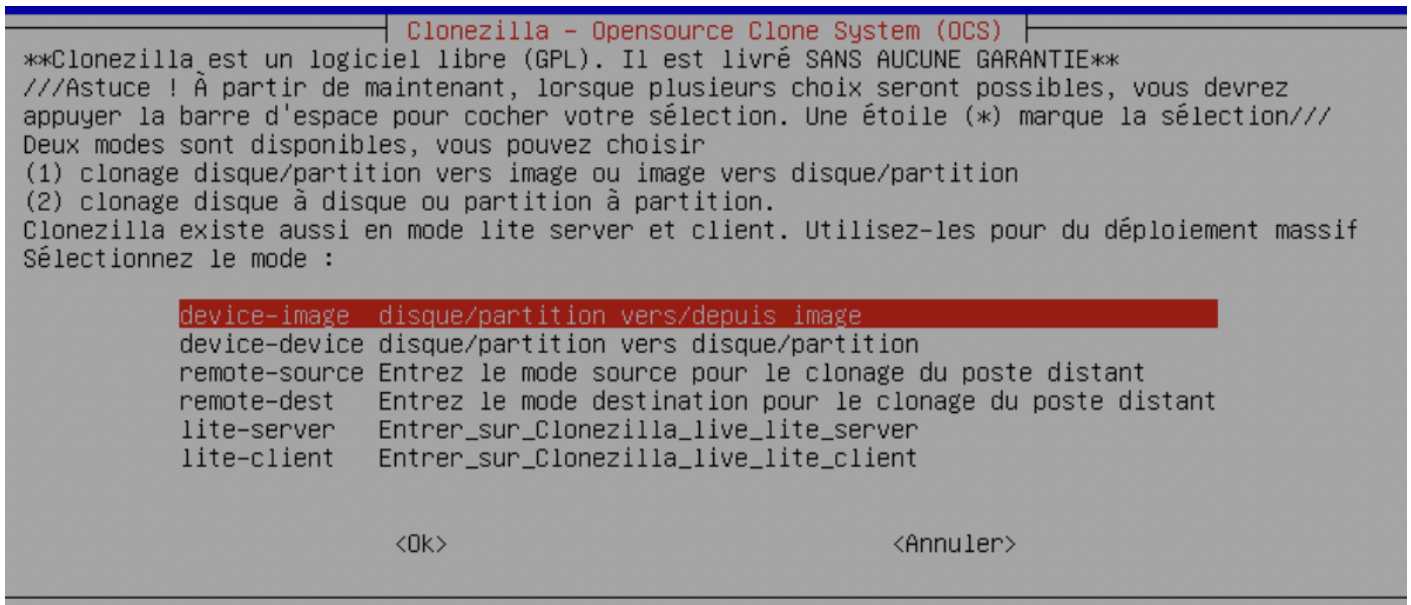 Clonezilla - Opensource Clone System (OCS)
**Clonezilla est un logiciel libre (GPL). Il est livré SANS AUCUNE GARANTIE**
///Astuce ! À partir de maintenant, lorsque plusieurs choix seront possibles, vous devrez
appuyer la barre d'espace pour cocher votre sélection. Une étoile (*) marque la sélection///
Deux modes sont disponibles, vous pouvez choisir
(1) clonage disque/partition vers image ou image vers disque/partition
(2) clonage disque à disque ou partition à partition.
Clonezilla existe aussi en mode lite server et client. Utilisez-les pour du déploiement massif
Sélectionnez le mode :
device-image disque/partition vers/depuis image
device-device disque/partition vers disque/partition
remote-source Entrez le mode source pour le clonage du poste distant
remote-dest Entrez le mode destination pour le clonage du poste distant
lite-server Entrer_sur_Clonezilla_live_lite_server
lite-client Entrer_sur_Clonezilla_live_lite_client
<Ok> <Annuler>